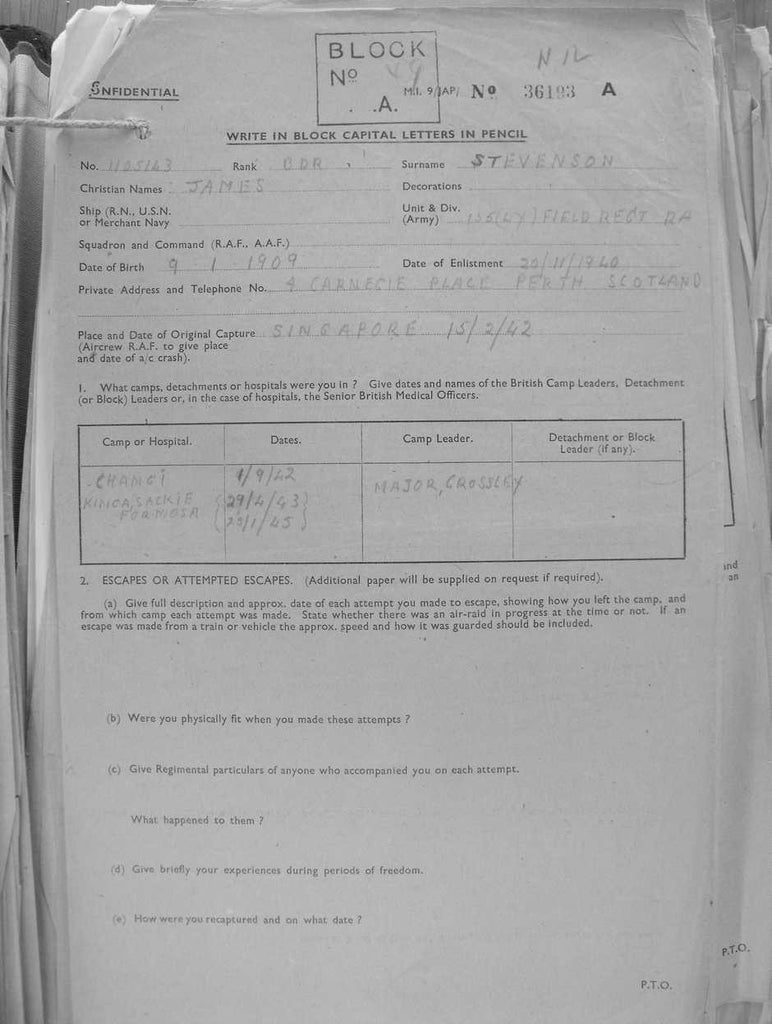 BLOCK
Nº
. .A.
NIL
ONFIDENTIAL
M.I. 9/JAP/ Nº 36193 A
WRITE IN BLOCK CAPITAL LETTERS IN PENCIL
No. 1105143 Rank BDR Surname STEVENSON
Christian Names JAMES Decorations
Ship (R.N., U.S.N. or Merchant Navy
Unit & Div. (Army) 155(LY) FIELD REGT RA
Squadron and Command (R.A.F., A.A.F.)
Date of Birth 9 1 1909 Date of Enlistment 20/11/1940
Private Address and Telephone No. 4 CARNEGIE PLACE PERTH SCOTLAND
Place and Date of Original Capture SINGAPORE 15/2/42
(Aircrew R.A.F. to give place
and date of a/c crash).
1. What camps, detachments or hospitals were you in ? Give dates and names of the British Camp Leaders, Detachment
(or Block) Leaders or, in the case of hospitals, the Senior British Medical Officers.
Camp or Hospital. Dates. Camp Leader. Detachment or Block
Leader (if any).
CHANGI 1/9/42
KINCASACKIE {29/4/43} MAJOR, CROSSLEY
FORMOSA {20/1/45}
2. ESCAPES OR ATTEMPTED ESCAPES. (Additional paper will be supplied on request if required).
(a) Give full description and approx. date of each attempt you made to escape, showing how you left the camp, and
from which camp each attempt was made. State whether there was an air-raid in progress at the time or not. If an
escape was made from a train or vehicle the approx. speed and how it was guarded should be included.
(b) Were you physically fit when you made these attempts ?
(c) Give Regimental particulars of anyone who accompanied you on each attempt.
What happened to them ?
(d) Give briefly your experiences during periods of freedom.
(e) How were you recaptured and on what date ?
P.T.O.
and
an
P.T.O.